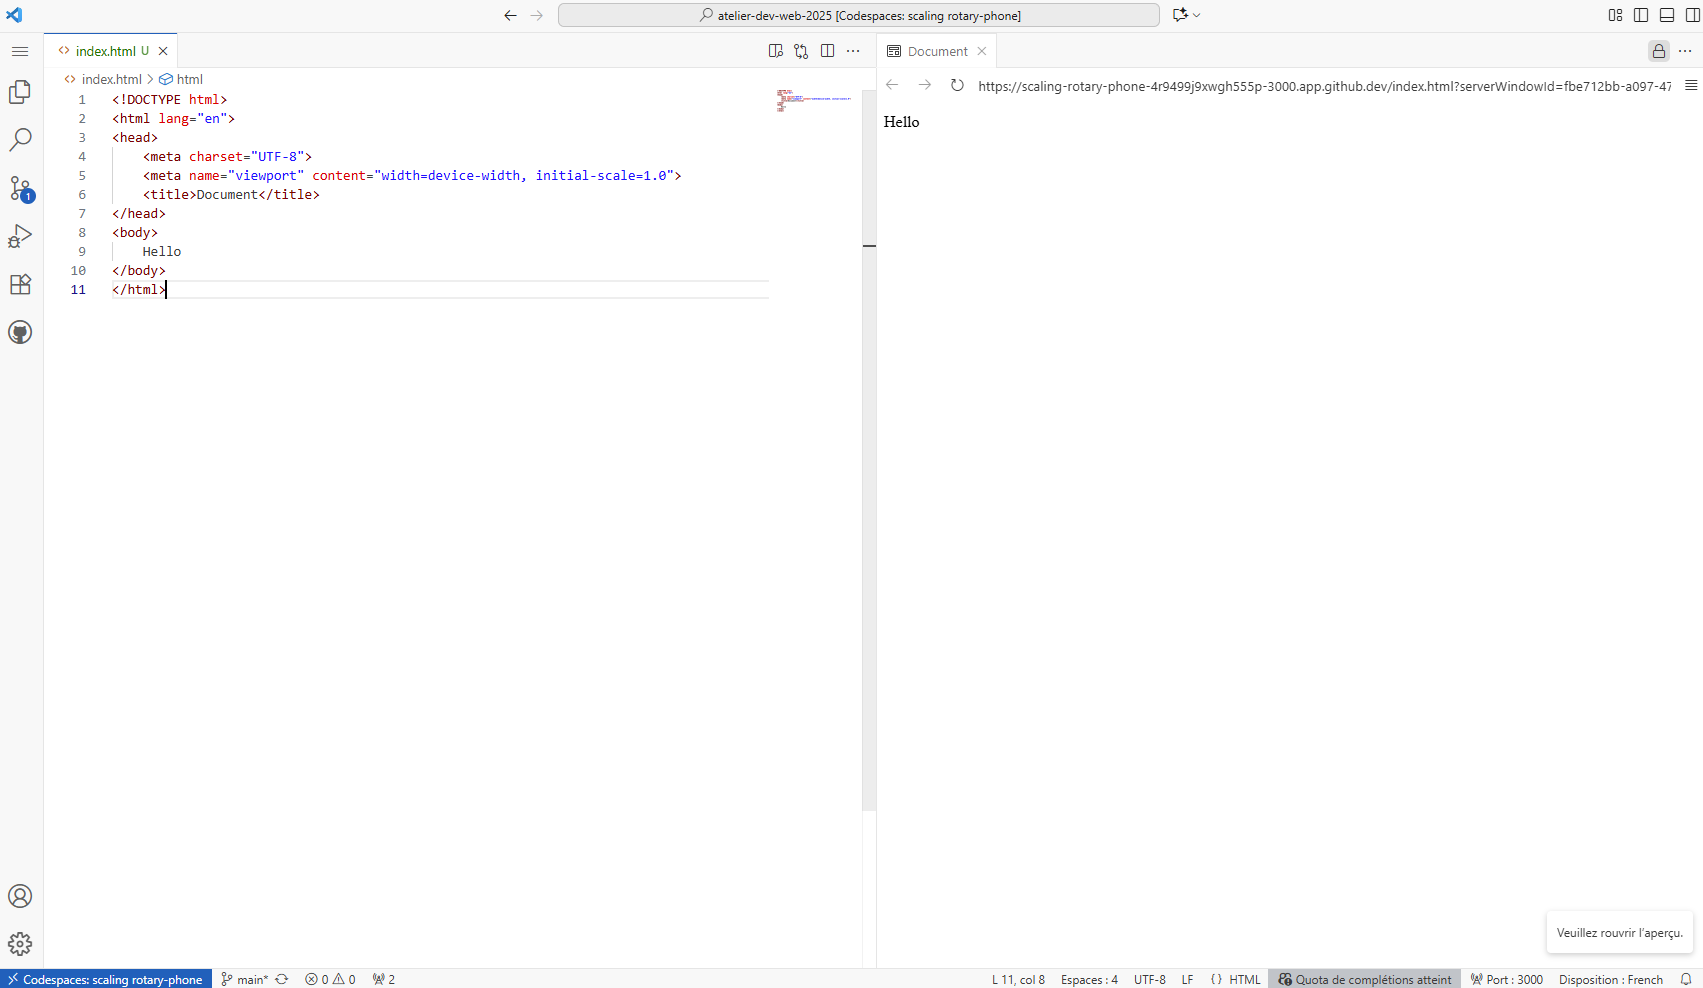 atelier-dev-web-2025 [Codespaces: scaling rotary-phone]
index.html U
Document
index.html > html
https://scaling-rotary-phone-4r9499j9xwgh555p-3000.app.github.dev/index.html?serverWindowId=fbe712bb-a097-47
1 <!DOCTYPE html>
2 <html lang="en">
3 <head>
4 <meta charset="UTF-8">
5 <meta name="viewport" content="width=device-width, initial-scale=1.0">
6 <title>Document</title>
7 </head>
8 <body>
9 Hello
10 </body>
11 </html>
Hello
1
Veuillez rouvrir l’aperçu.
Codespaces: scaling rotary-phone
main*
0 0
2
L 11, col 8
Espaces : 4
UTF-8
LF
{ } HTML
Quota de complétions atteint
Port : 3000
Disposition : French